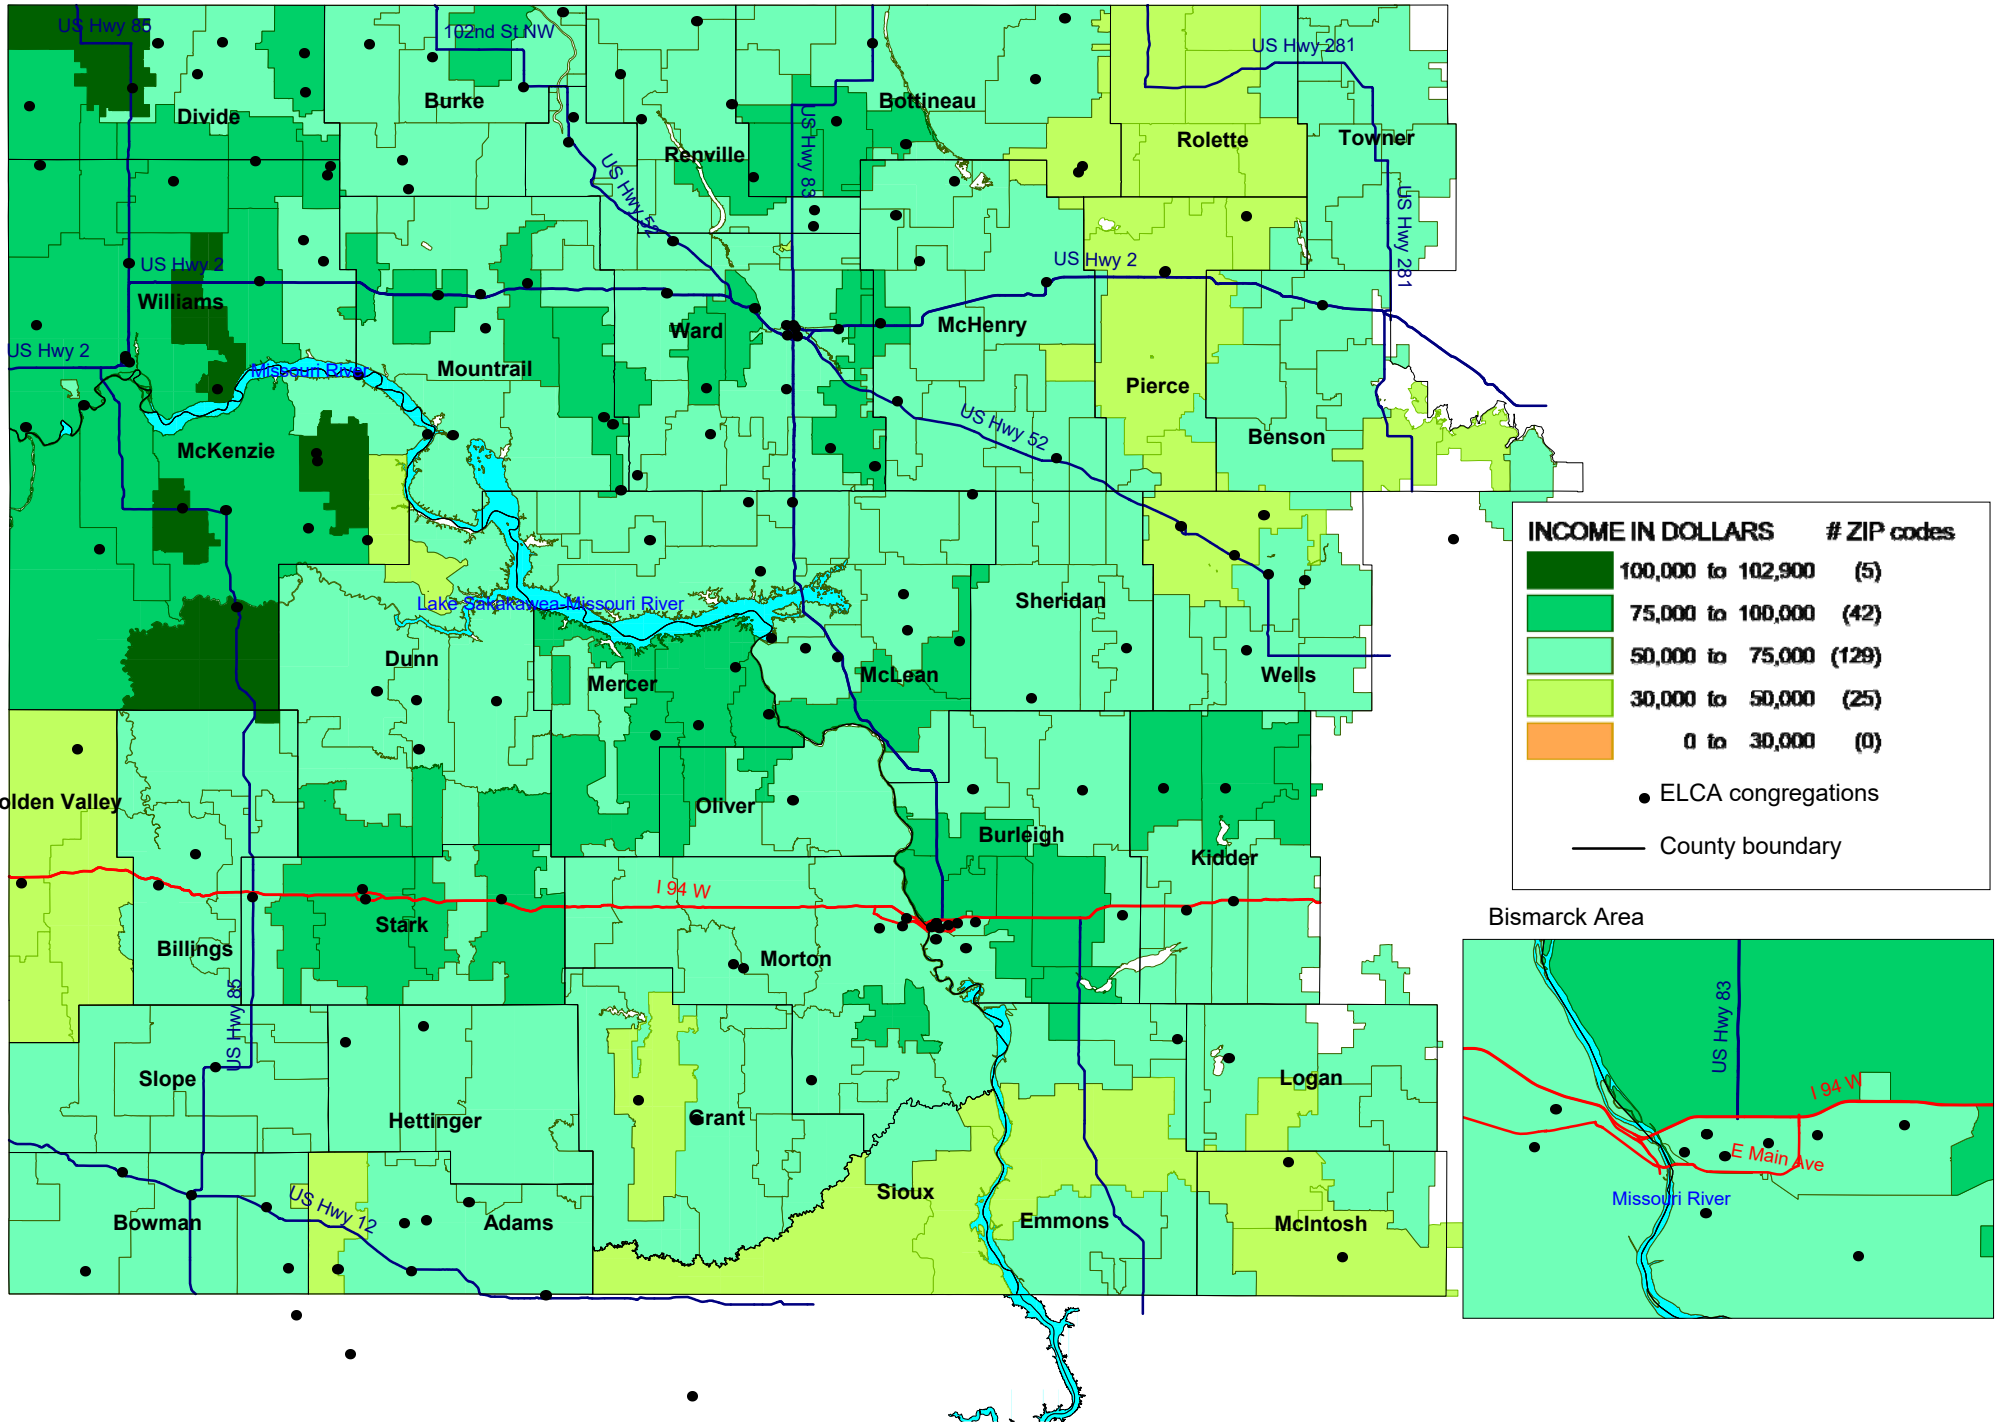 US Hwy 85
102nd St NW
US Hwy 281
Divide
Burke
Bottineau
US Hwy 83
Rolette
Towner
Renville
US Hwy 52
US Hwy 281
US Hwy 2
US Hwy 2
Williams
Ward
McHenry
US Hwy 2
Missouri River
Mountrail
Pierce
US Hwy 52
Benson
McKenzie
Lake Sakakawea-Missouri River
Sheridan
Dunn
Mercer
McLean
Wells
olden Valley
Oliver
Burleigh
Kidder
I 94 W
Stark
Billings
Morton
US Hwy 85
Slope
Hettinger
Grant
Logan
Sioux
Bowman
US Hwy 12
Adams
Emmons
McIntosh
INCOME IN DOLLARS # ZIP codes
100,000 to 102,900 (5)
75,000 to 100,000 (42)
50,000 to 75,000 (129)
30,000 to 50,000 (25)
0 to 30,000 (0)
ELCA congregations
County boundary
Bismarck Area
US Hwy 83
I 94 W
E Main Ave
Missouri River